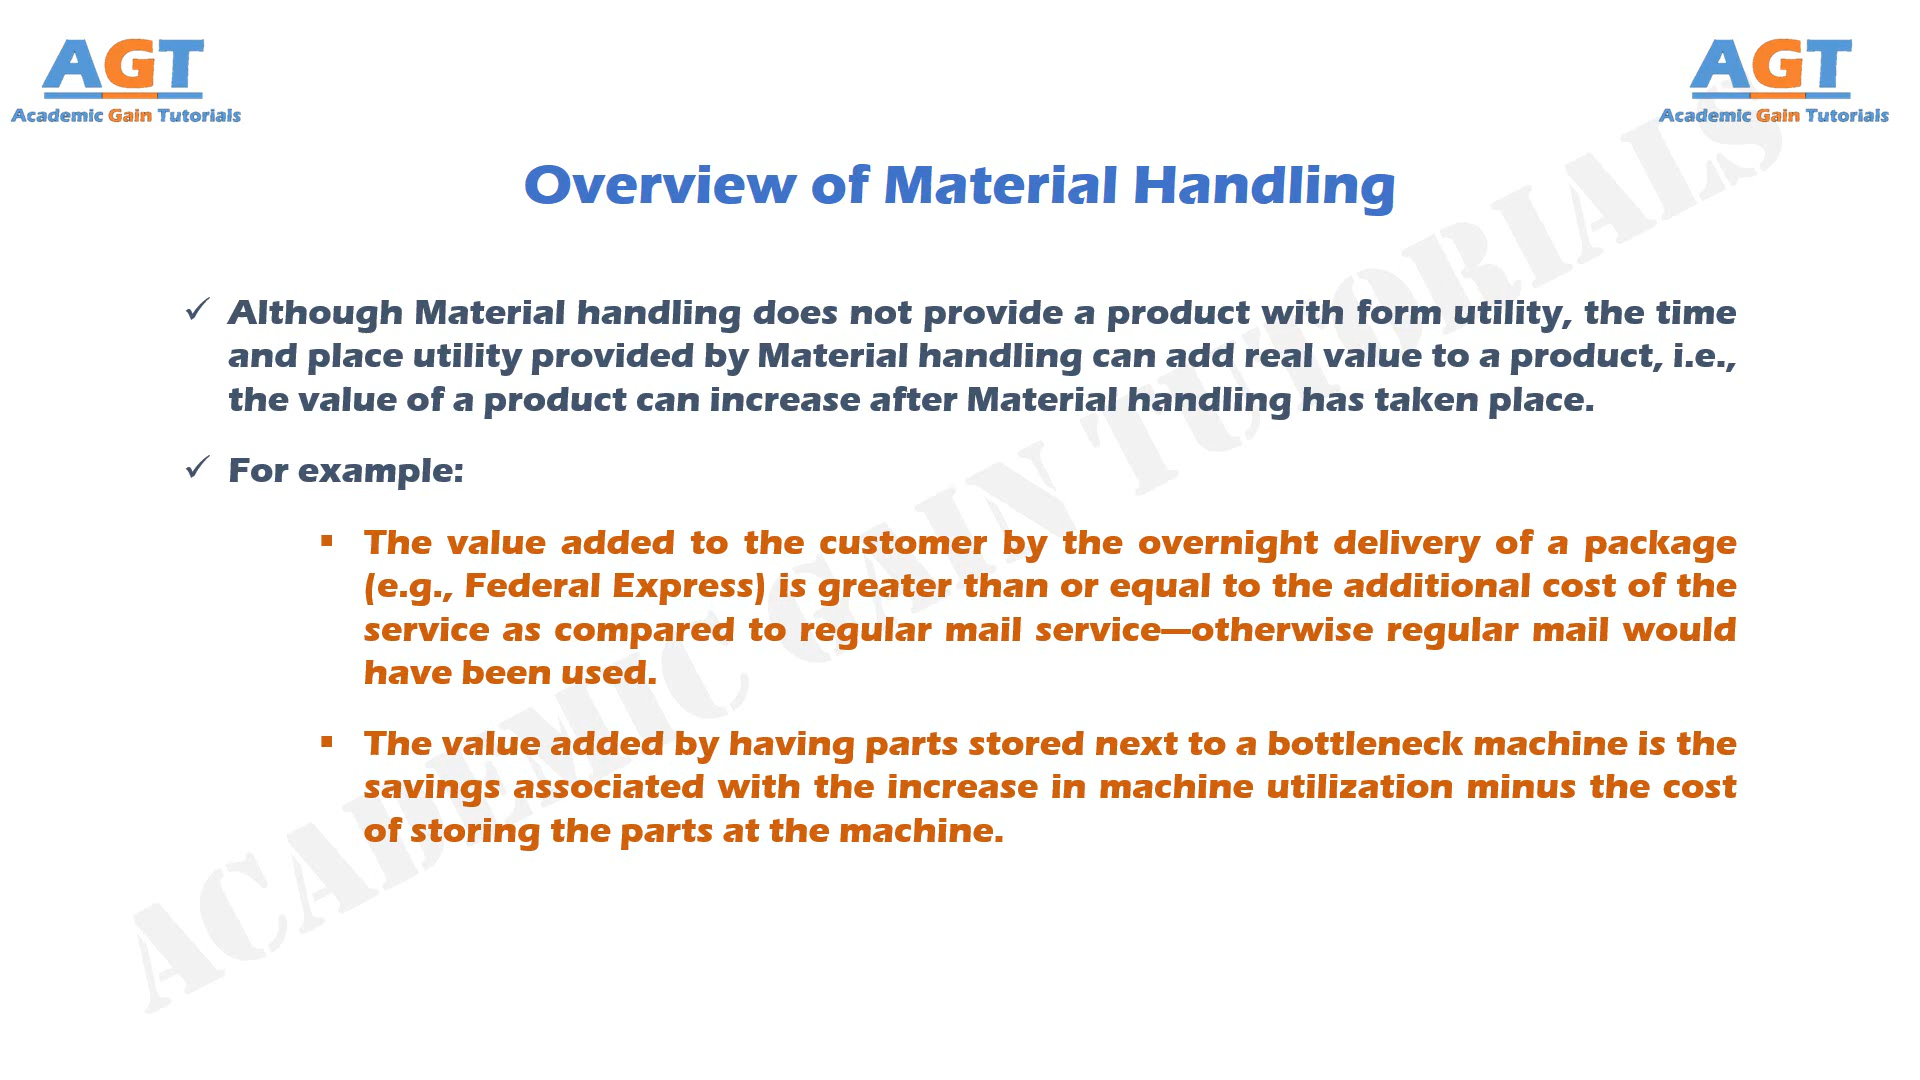 AGT
Academic Gain Tutorials
AGT
Academic Gain Tutorials
Overview of Material Handling
✓ Although Material handling does not provide a product with form utility, the time
and place utility provided by Material handling can add real value to a product, i.e.,
the value of a product can increase after Material handling has taken place.
✓ For example:
▪ The value added to the customer by the overnight delivery of a package
(e.g., Federal Express) is greater than or equal to the additional cost of the
service as compared to regular mail service—otherwise regular mail would
have been used.
▪ The value added by having parts stored next to a bottleneck machine is the
savings associated with the increase in machine utilization minus the cost
of storing the parts at the machine.
ACADEMIC GAIN TUTORIALS